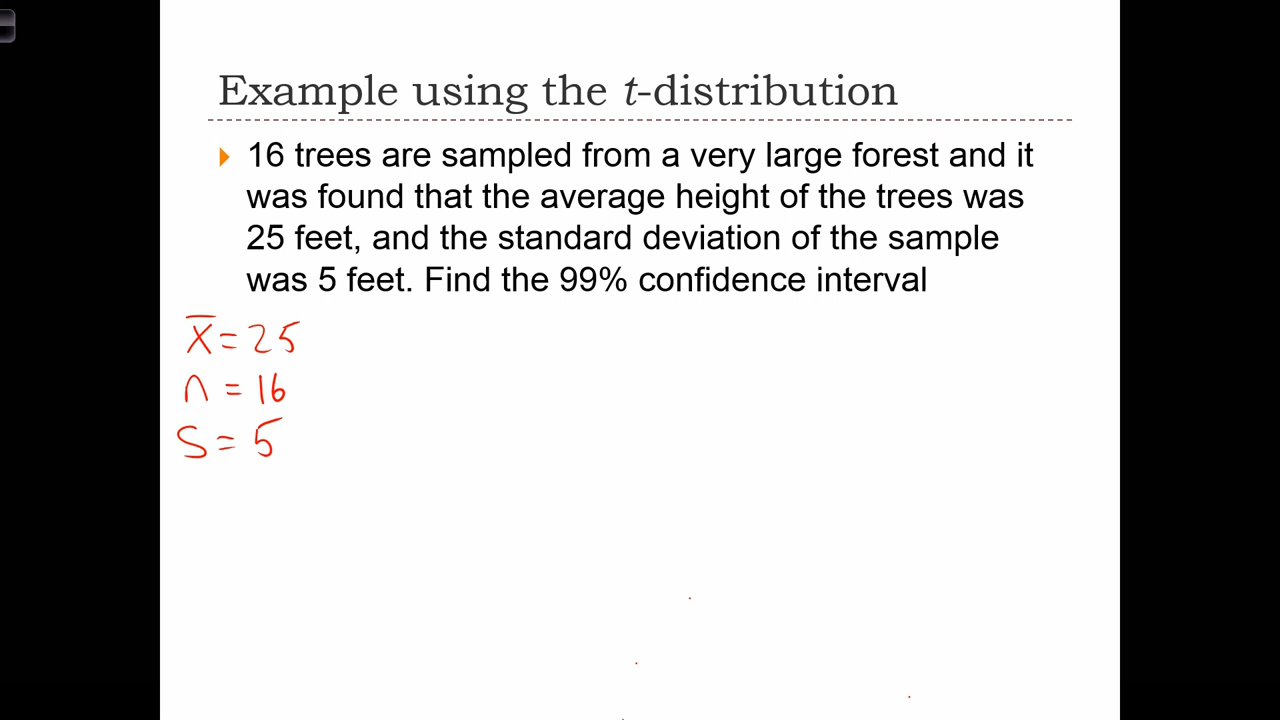 Example using the t-distribution
16 trees are sampled from a very large forest and it
was found that the average height of the trees was
25 feet, and the standard deviation of the sample
was 5 feet. Find the 99% confidence interval
x̅ = 25
n = 16
S = 5